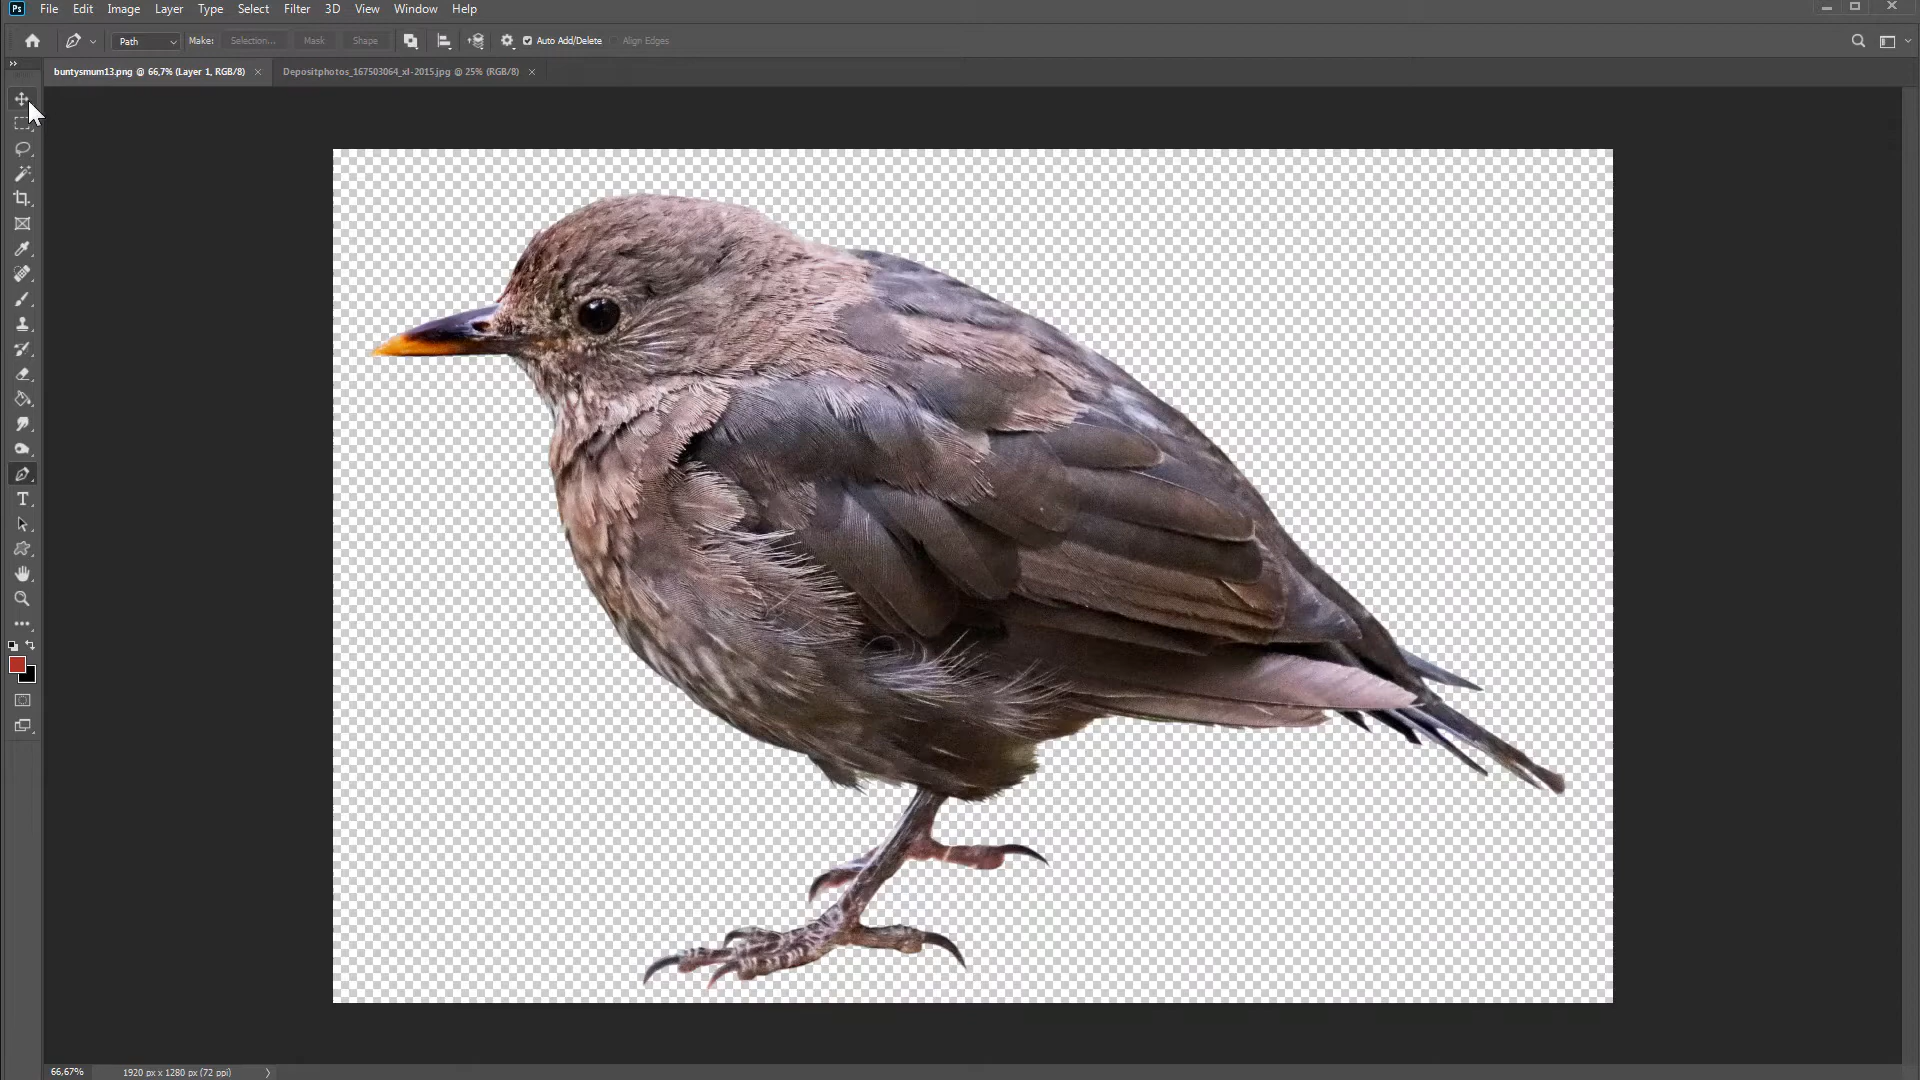 Ps File Edit Image Layer Type Select Filter 3D View Window Help
Path Make: Selection... Mask Shape Auto Add/Delete Align Edges
buntysmum13.png @ 66,7% (Layer 1, RGB/8) × Depositphotos_167503064_xl-2015.jpg @ 25% (RGB/8) ×
T
66,67% 1920 px x 1280 px (72 ppi)